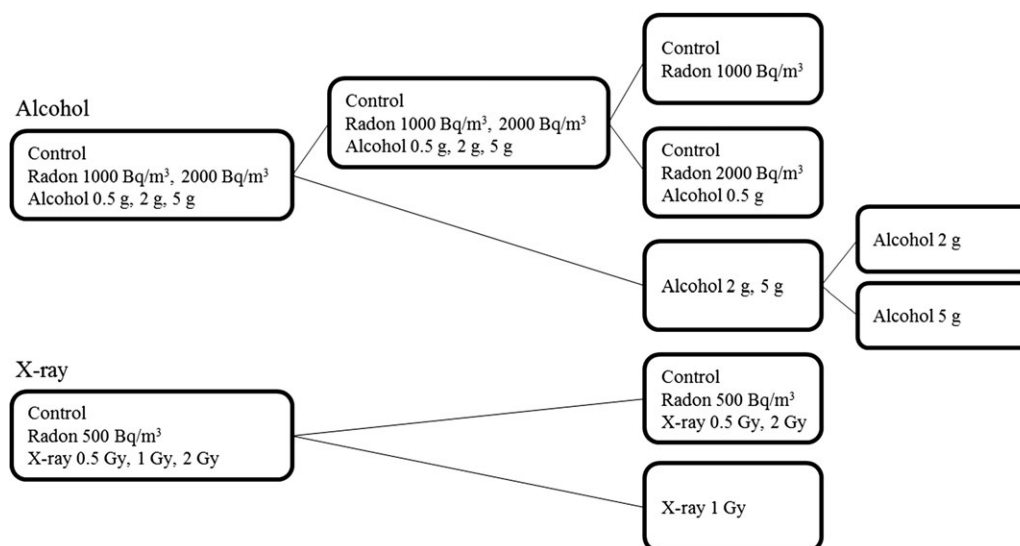 Alcohol
Control
Radon 1000 Bq/m³, 2000 Bq/m³
Alcohol 0.5 g, 2 g, 5 g
Control
Radon 1000 Bq/m³, 2000 Bq/m³
Alcohol 0.5 g, 2 g, 5 g
Control
Radon 1000 Bq/m³
Control
Radon 2000 Bq/m³
Alcohol 0.5 g
Alcohol 2 g, 5 g
Alcohol 2 g
Alcohol 5 g
X-ray
Control
Radon 500 Bq/m³
X-ray 0.5 Gy, 1 Gy, 2 Gy
Control
Radon 500 Bq/m³
X-ray 0.5 Gy, 2 Gy
X-ray 1 Gy